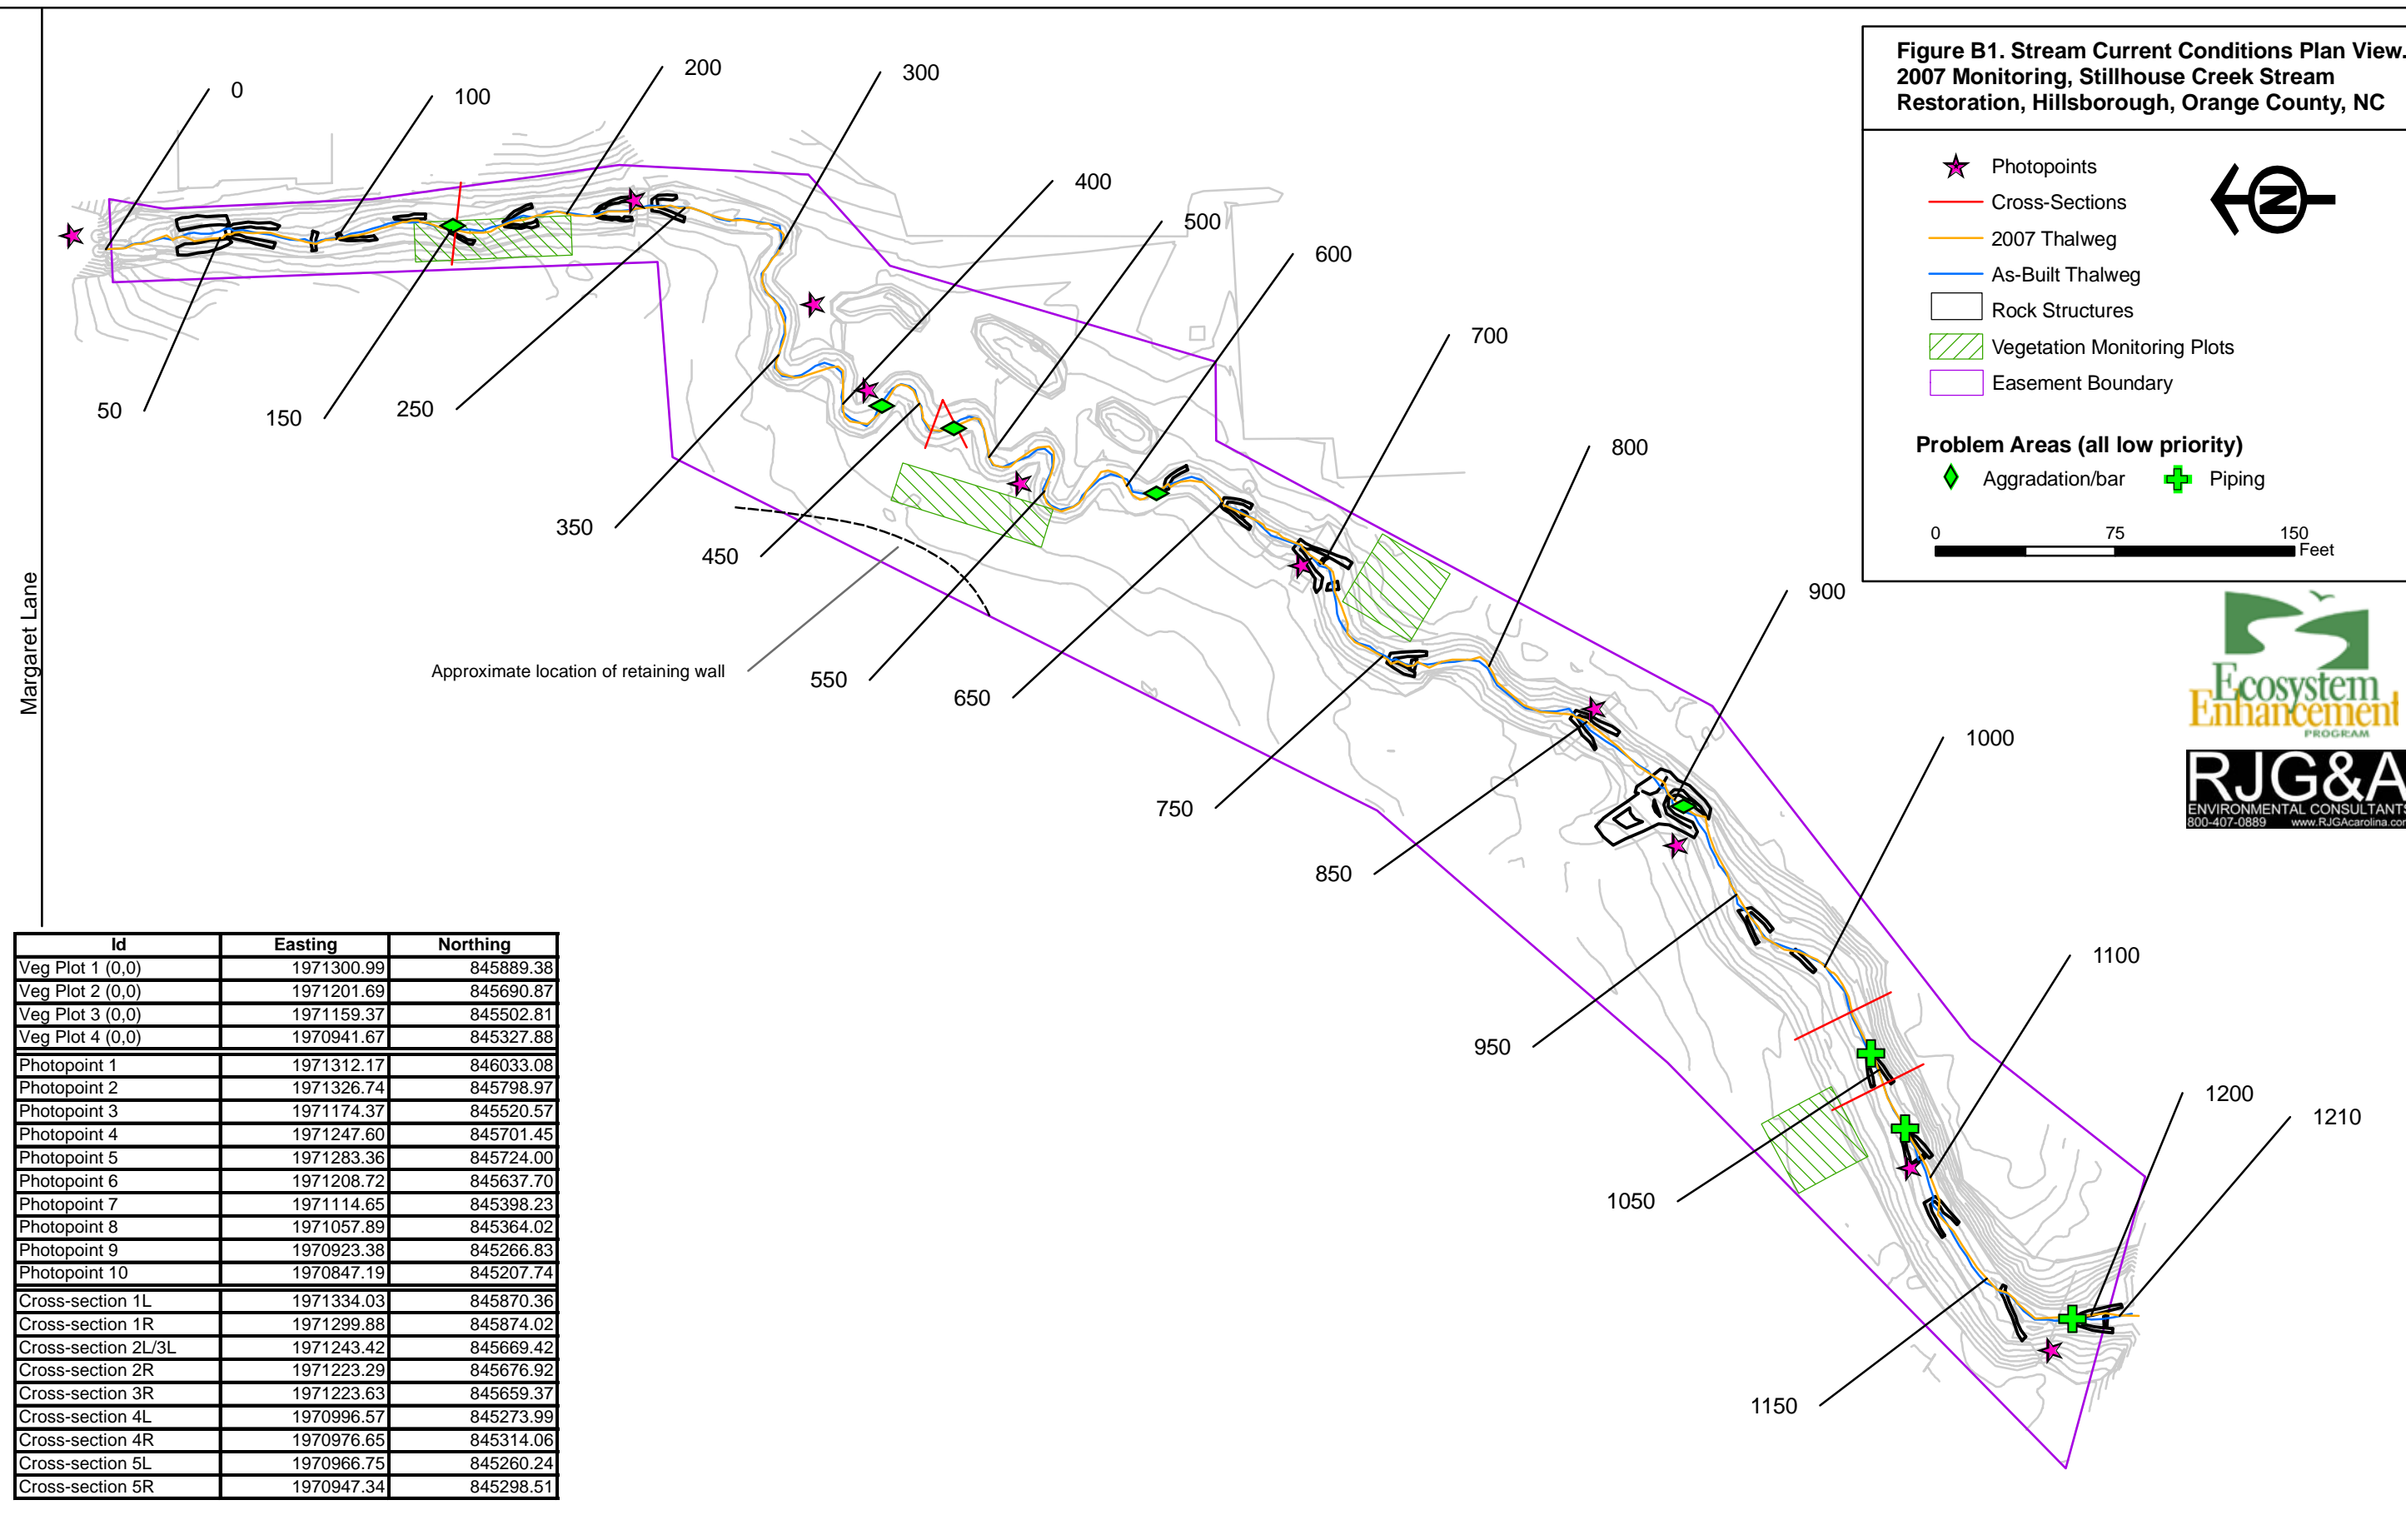 Figure B1. Stream Current Conditions Plan View.
2007 Monitoring, Stillhouse Creek Stream
Restoration, Hillsborough, Orange County, NC
Photopoints
Cross-Sections
2007 Thalweg
As-Built Thalweg
Rock Structures
Vegetation Monitoring Plots
Easement Boundary
N
Problem Areas (all low priority)
Aggradation/bar Piping
0 75 150
Feet
Ecosystem
Enhancement
PROGRAM
RJG&A
ENVIRONMENTAL CONSULTANTS
800-407-0889 www.RJGAcarolina.com
0
100
200
300
400
500
600
700
800
900
1000
1100
1200
1210
50
150
250
350
450
550
650
750
850
950
1050
1150
Approximate location of retaining wall
Margaret Lane
Id Easting Northing
Veg Plot 1 (0,0) 1971300.99 845889.38
Veg Plot 2 (0,0) 1971201.69 845690.87
Veg Plot 3 (0,0) 1971159.37 845502.81
Veg Plot 4 (0,0) 1970941.67 845327.88
Photopoint 1 1971312.17 846033.08
Photopoint 2 1971326.74 845798.97
Photopoint 3 1971174.37 845520.57
Photopoint 4 1971247.60 845701.45
Photopoint 5 1971283.36 845724.00
Photopoint 6 1971208.72 845637.70
Photopoint 7 1971114.65 845398.23
Photopoint 8 1971057.89 845364.02
Photopoint 9 1970923.38 845266.83
Photopoint 10 1970847.19 845207.74
Cross-section 1L 1971334.03 845870.36
Cross-section 1R 1971299.88 845874.02
Cross-section 2L/3L 1971243.42 845669.42
Cross-section 2R 1971223.29 845676.92
Cross-section 3R 1971223.63 845659.37
Cross-section 4L 1970996.57 845273.99
Cross-section 4R 1970976.65 845314.06
Cross-section 5L 1970966.75 845260.24
Cross-section 5R 1970947.34 845298.51